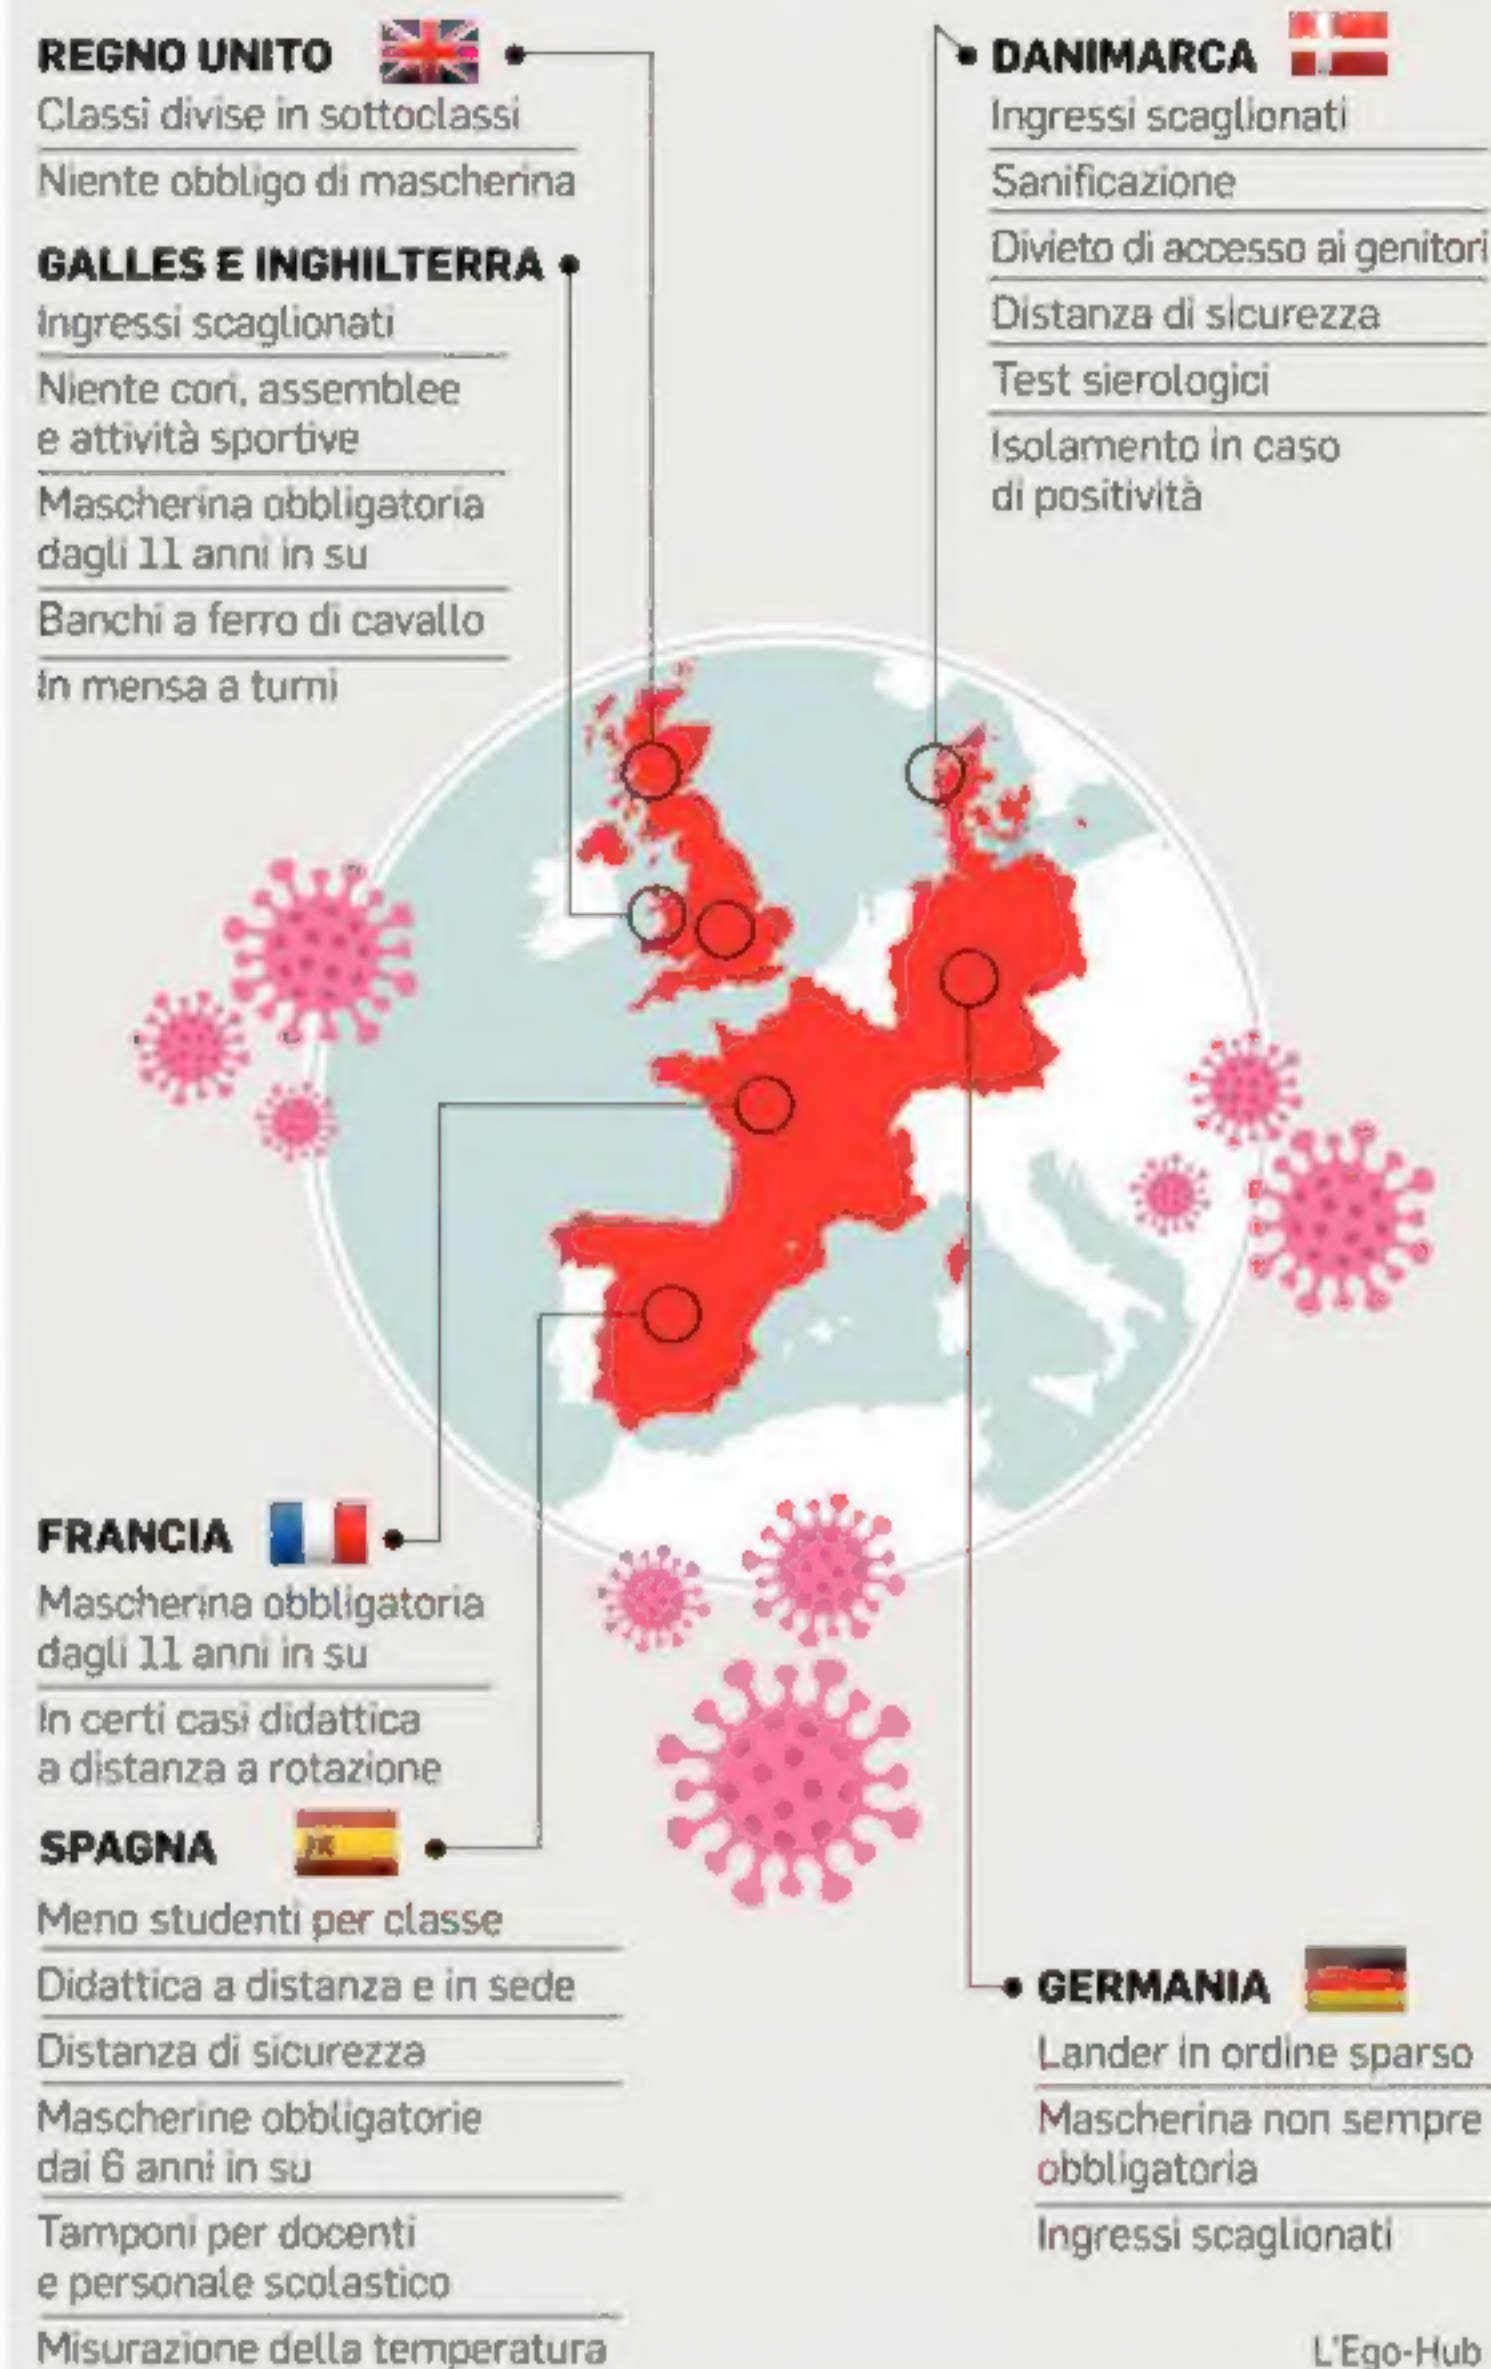 REGNO UNITO
Classi divise in sottoclassi
Niente obbligo di mascherina
GALLES E INGHILTERRA
Ingressi scaglionati
Niente cori, assemblee
e attività sportive
Mascherina obbligatoria
dagli 11 anni in su
Banchi a ferro di cavallo
In mensa a turni
DANIMARCA
Ingressi scaglionati
Sanificazione
Divieto di accesso ai genitori
Distanza di sicurezza
Test sierologici
Isolamento in caso
di positività
FRANCIA
Mascherina obbligatoria
dagli 11 anni in su
In certi casi didattica
a distanza a rotazione
SPAGNA
Meno studenti per classe
Didattica a distanza e in sede
Distanza di sicurezza
Mascherine obbligatorie
dai 6 anni in su
Tamponi per docenti
e personale scolastico
Misurazione della temperatura
GERMANIA
Lander in ordine sparso
Mascherina non sempre
obbligatoria
Ingressi scaglionati
L'Ego-Hub